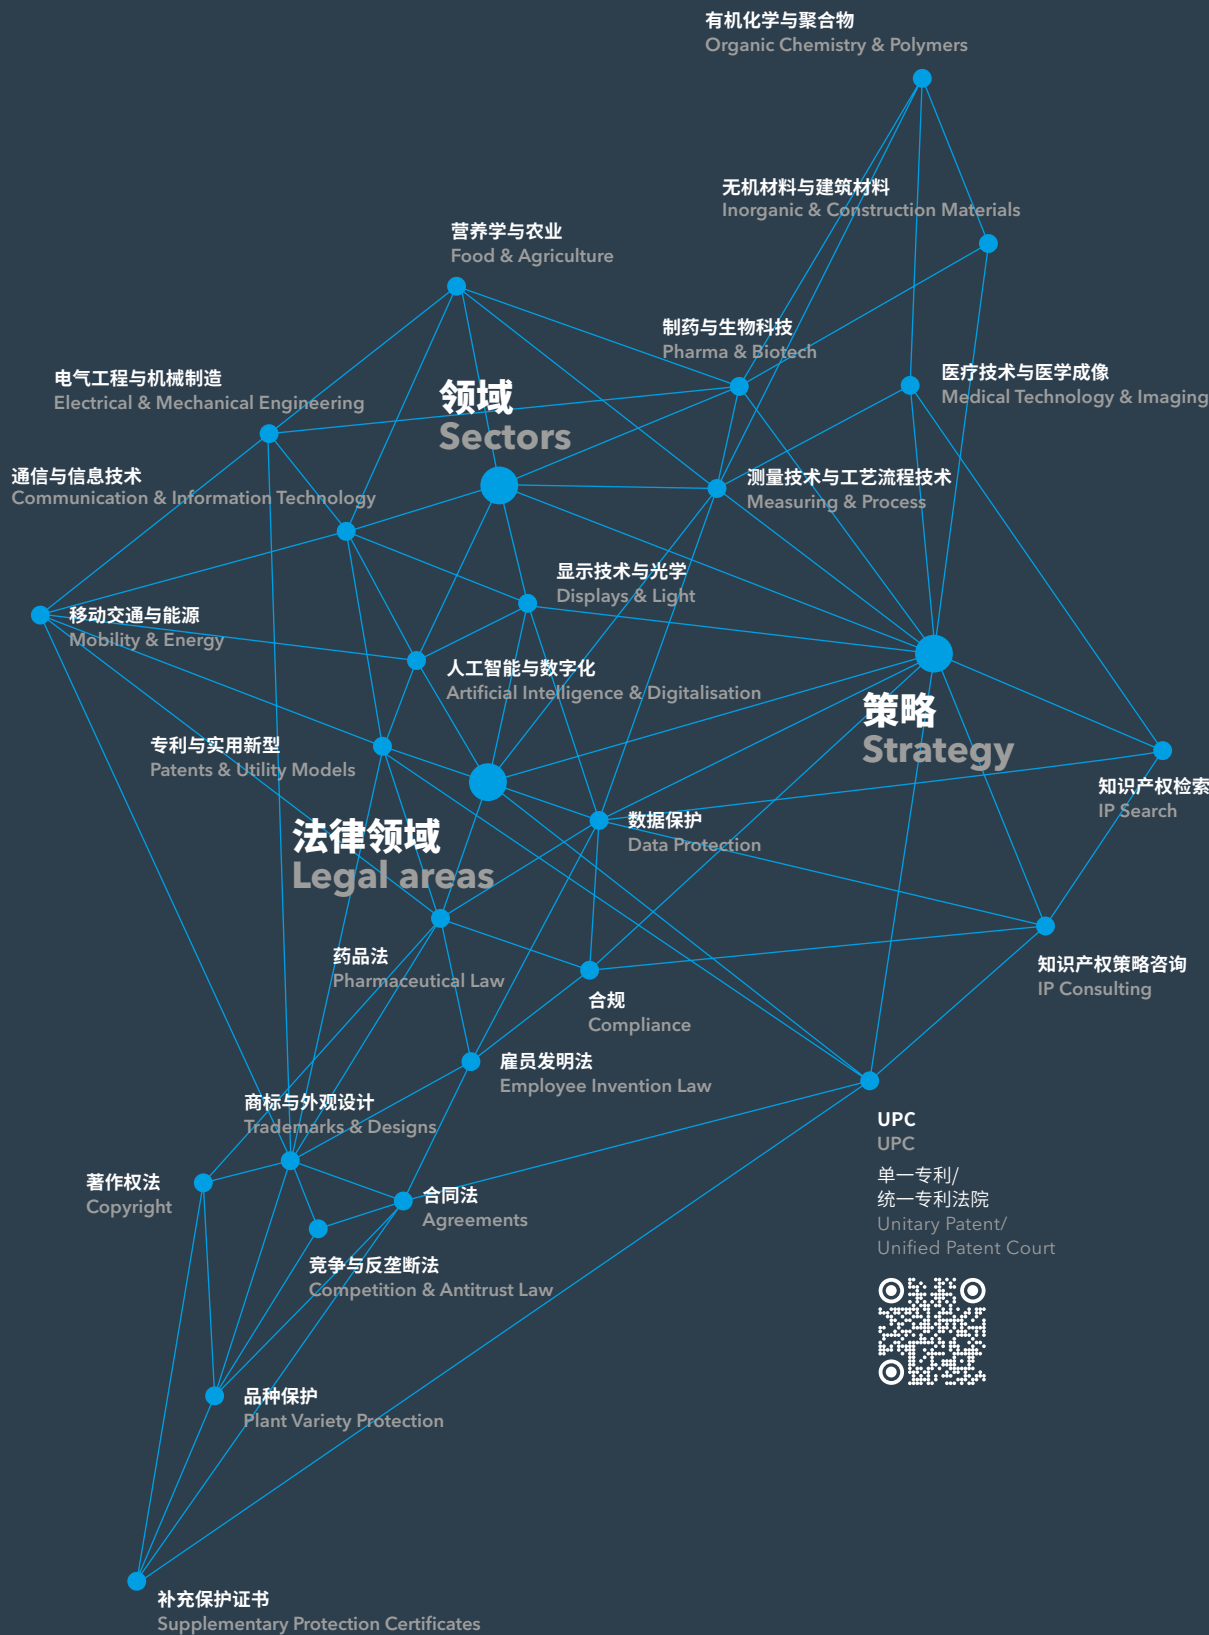 有机化学与聚合物
Organic Chemistry & Polymers
无机材料与建筑材料
Inorganic & Construction Materials
营养学与农业
Food & Agriculture
制药与生物科技
Pharma & Biotech
医疗技术与医学成像
Medical Technology & Imaging
电气工程与机械制造
Electrical & Mechanical Engineering
领域
Sectors
通信与信息技术
Communication & Information Technology
测量技术与工艺流程技术
Measuring & Process
显示技术与光学
Displays & Light
移动交通与能源
Mobility & Energy
人工智能与数字化
Artificial Intelligence & Digitalisation
策略
Strategy
专利与实用新型
Patents & Utility Models
知识产权检索
IP Search
法律领域
Legal areas
数据保护
Data Protection
药品法
Pharmaceutical Law
知识产权策略咨询
IP Consulting
合规
Compliance
雇员发明法
Employee Invention Law
商标与外观设计
Trademarks & Designs
UPC
UPC
单一专利/
统一专利法院
Unitary Patent/
Unified Patent Court
著作权法
Copyright
合同法
Agreements
竞争与反垄断法
Competition & Antitrust Law
品种保护
Plant Variety Protection
补充保护证书
Supplementary Protection Certificates